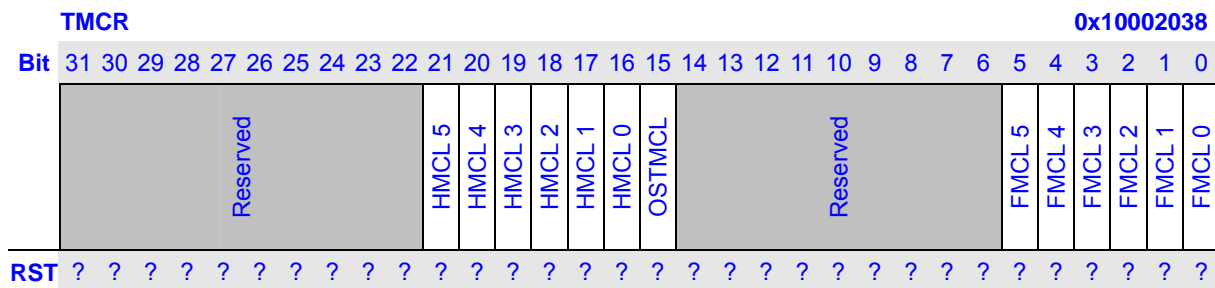 TMCR 0x10002038
Bit 31 30 29 28 27 26 25 24 23 22 21 20 19 18 17 16 15 14 13 12 11 10 9 8 7 6 5 4 3 2 1 0
Reserved HMCL 5 HMCL 4 HMCL 3 HMCL 2 HMCL 1 HMCL 0 OSTMCL Reserved FMCL 5 FMCL 4 FMCL 3 FMCL 2 FMCL 1 FMCL 0
RST ? ? ? ? ? ? ? ? ? ? ? ? ? ? ? ? ? ? ? ? ? ? ? ? ? ? ? ? ? ? ? ?